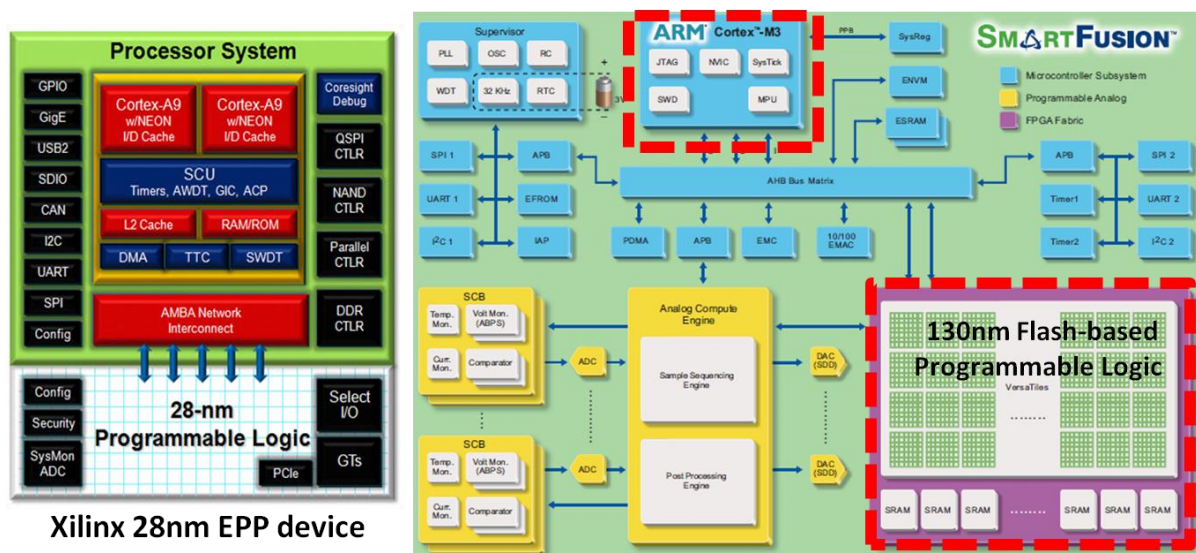 Processor System
GPIO
GigE
USB2
SDIO
CAN
I2C
UART
SPI
Config
Cortex-A9
w/NEON
I/D Cache
Cortex-A9
w/NEON
I/D Cache
SCU
Timers, AWDT, GIC, ACP
L2 Cache
RAM/ROM
DMA
TTC
SWDT
AMBA Network
Interconnect
Coresight
Debug
QSPI
CTLR
NAND
CTLR
Parallel
CTLR
DDR
CTLR
Config
Security
SysMon
ADC
28-nm
Programmable Logic
PCIe
Select
I/O
GTs
Xilinx 28nm EPP device
Supervisor
PLL
OSC
RC
WDT
32 KHz
RTC
+
3V
−
ARM Cortex™-M3
JTAG
NVIC
SysTick
SWD
MPU
PPB
SysReg
ENVM
ESRAM
SMARTFUSION™
Microcontroller Subsystem
Programmable Analog
FPGA Fabric
SPI 1
APB
UART 1
EFROM
I²C 1
IAP
AHB Bus Matrix
PDMA
APB
EMC
10/100
EMAC
APB
SPI 2
Timer1
UART 2
Timer2
I²C 2
SCB
Temp.
Mon.
Volt Mon.
(ABPS)
Curr.
Mon.
Comparator
ADC
SCB
Temp.
Mon.
Volt Mon.
(ABPS)
Curr.
Mon.
Comparator
ADC
Analog Compute
Engine
Sample Sequencing
Engine
Post Processing
Engine
DAC
(SDD)
DAC
(SDD)
130nm Flash-based
Programmable Logic
VersaTiles
........
SRAM
SRAM
SRAM
........
SRAM
SRAM
SRAM